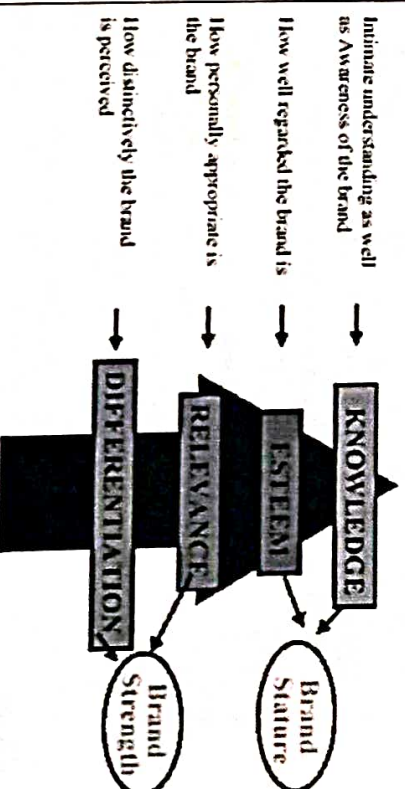 Intimate understanding as well
as Awareness of the brand
KNOWLEDGE
How well regarded the brand is
ESTEEM
Brand
Stature
How personally appropriate is
the brand
RELEVANCE
How distinctively the brand
is perceived
DIFFERENTIATION
Brand
Strength